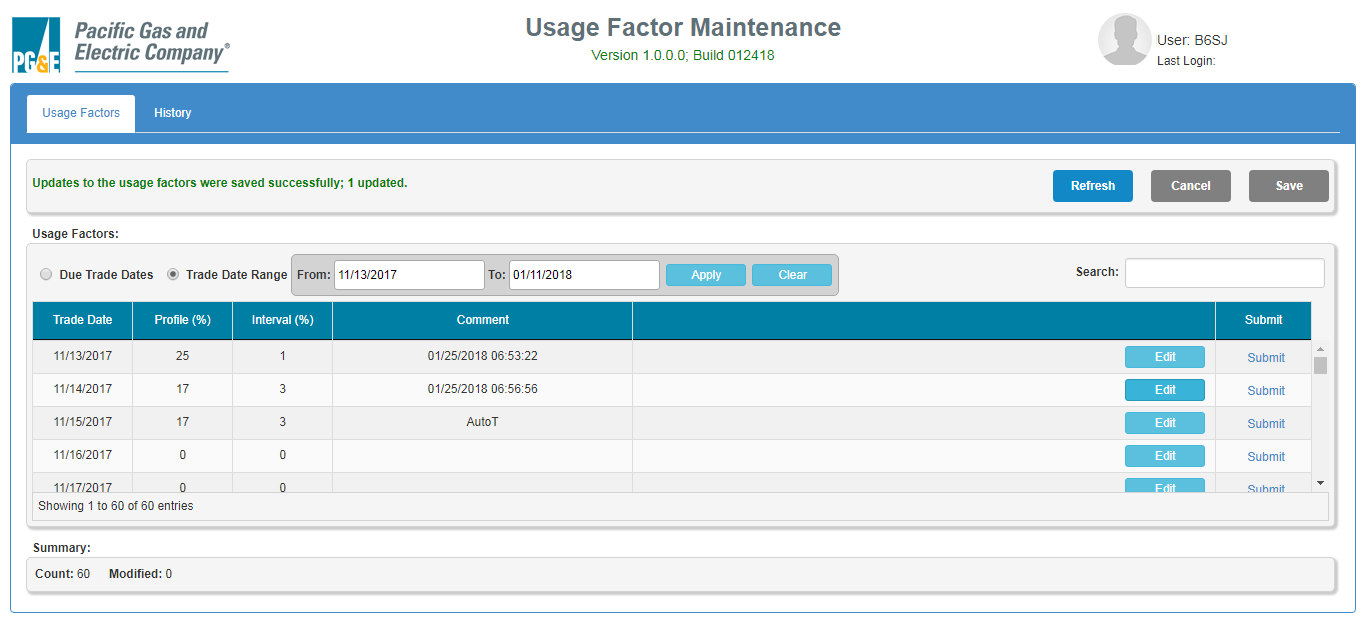 PG&E Pacific Gas and
Electric Company®
Usage Factor Maintenance
Version 1.0.0.0; Build 012418
User: B6SJ
Last Login:
Usage Factors History
Updates to the usage factors were saved successfully; 1 updated. Refresh Cancel Save
Usage Factors:
Due Trade Dates Trade Date Range From: 11/13/2017 To: 01/11/2018 Apply Clear Search:
Trade Date Profile (%) Interval (%) Comment Submit
11/13/2017 25 1 01/25/2018 06:53:22 Edit Submit
11/14/2017 17 3 01/25/2018 06:56:56 Edit Submit
11/15/2017 17 3 AutoT Edit Submit
11/16/2017 0 0 Edit Submit
11/17/2017 0 0 Edit Submit
Showing 1 to 60 of 60 entries
Summary:
Count: 60 Modified: 0